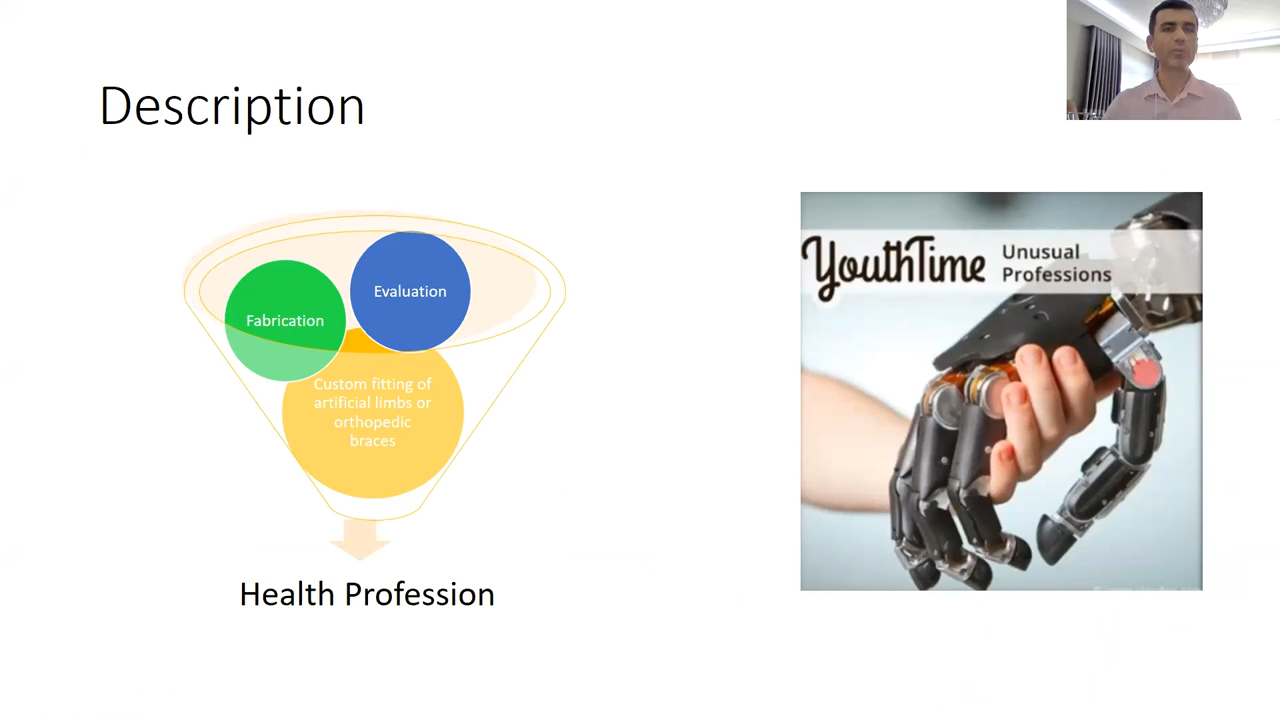 Description
Evaluation
Fabrication
Custom fitting of
artificial limbs or
orthopedic
braces
Health Profession
YouthTime
Unusual
Professions